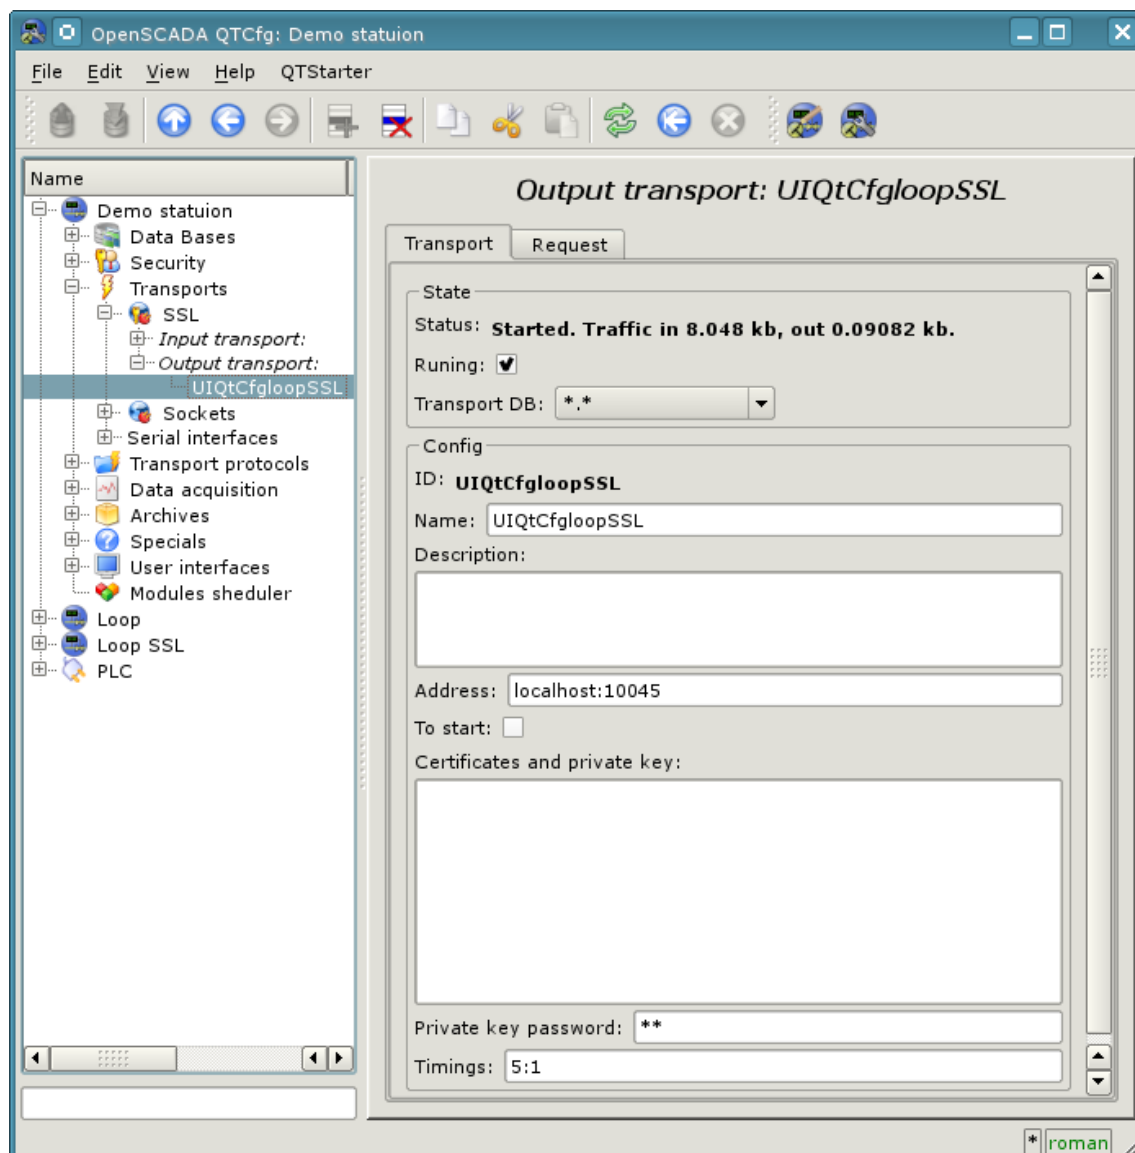 OpenSCADA QTCfg: Demo statuion
File Edit View Help QTStarter
Name
Demo statuion
Data Bases
Security
Transports
SSL
Input transport:
Output transport:
UIQtCfgloopSSL
Sockets
Serial interfaces
Transport protocols
Data acquisition
Archives
Specials
User interfaces
Modules sheduler
Loop
Loop SSL
PLC
Output transport: UIQtCfgloopSSL
Transport Request
State
Status: Started. Traffic in 8.048 kb, out 0.09082 kb.
Runing:
Transport DB: *.*
Config
ID: UIQtCfgloopSSL
Name: UIQtCfgloopSSL
Description:
Address: localhost:10045
To start:
Certificates and private key:
Private key password: **
Timings: 5:1
* roman